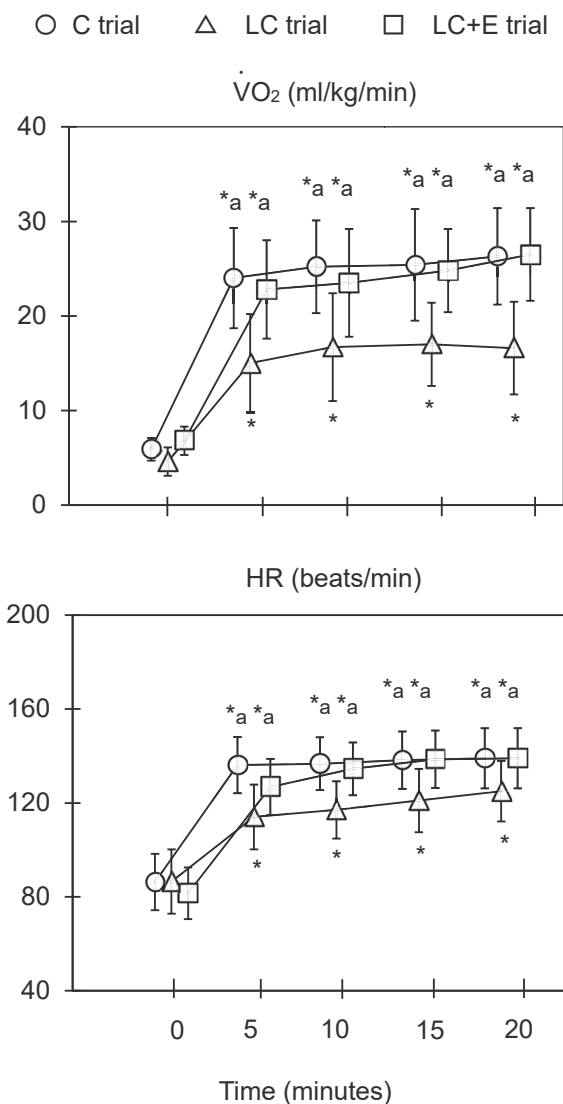 C trial LC trial LC+E trial
V̇O₂ (ml/kg/min)
40
*a *a *a *a *a *a *a *a
30
20
10
* * * *
0
HR (beats/min)
200
*a *a *a *a *a *a *a *a
160
120
* * * *
80
40
0 5 10 15 20
Time (minutes)